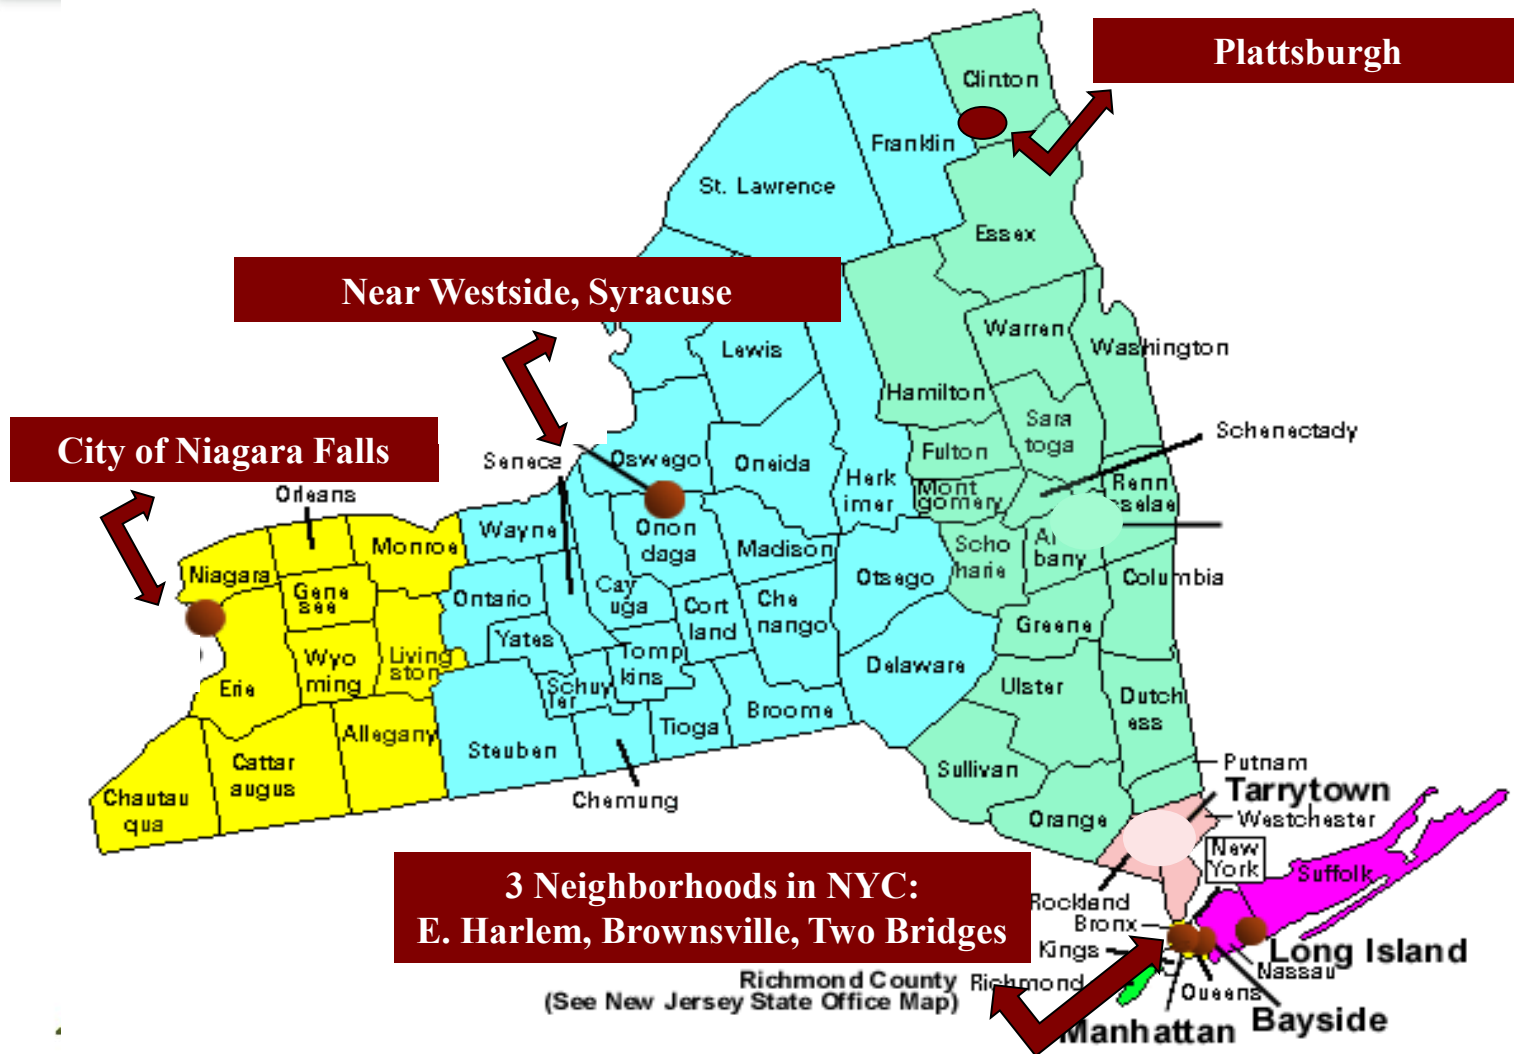 Plattsburgh
Clinton
Franklin
St. Lawrence
Essex
Near Westside, Syracuse
Warren
Washington
Lewis
Hamilton
Sara
toga
Schenectady
City of Niagara Falls
Seneca
Oswego
Oneida
Fulton
Herk
imer
Mont
gomery
Renn
selae
Orleans
Wayne
Monroe
Onon
daga
Madison
Scho
harie
Al
bany
Niagara
Gene
see
Ontario
Cay
uga
Cort
land
Che
nango
Otsego
Columbia
Greene
Yates
Wyo
ming
Living
ston
Erie
Tomp
kins
Schuy
ler
Delaware
Ulster
Dutch
ess
Allegany
Steuben
Tioga
Broome
Cattar
augus
Sullivan
Putnam
Chautau
qua
Chemung
Tarrytown
Orange
Westchester
New
York
Suffolk
3 Neighborhoods in NYC:
E. Harlem, Brownsville, Two Bridges
Rockland
Bronx
Kings
Long Island
Nassau
Richmond County
(See New Jersey State Office Map)
Richmond
Queens
Manhattan
Bayside